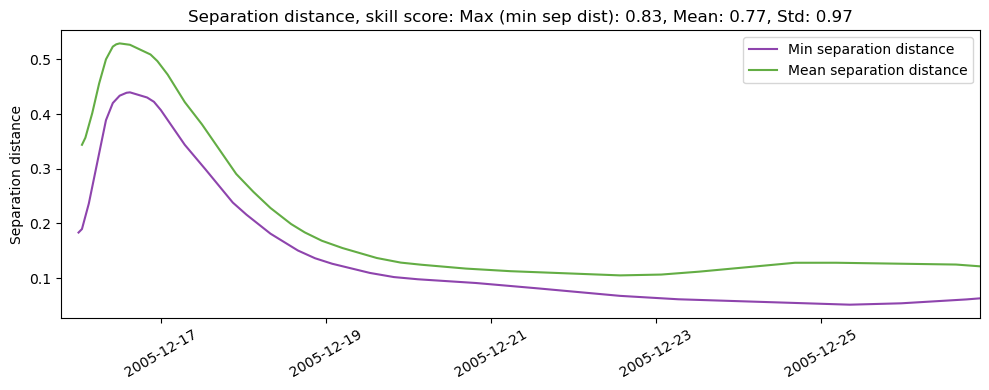 Separation distance, skill score: Max (min sep dist): 0.83, Mean: 0.77, Std: 0.97
Min separation distance
Mean separation distance
Separation distance
0.5
0.4
0.3
0.2
0.1
2005-12-17
2005-12-19
2005-12-21
2005-12-23
2005-12-25